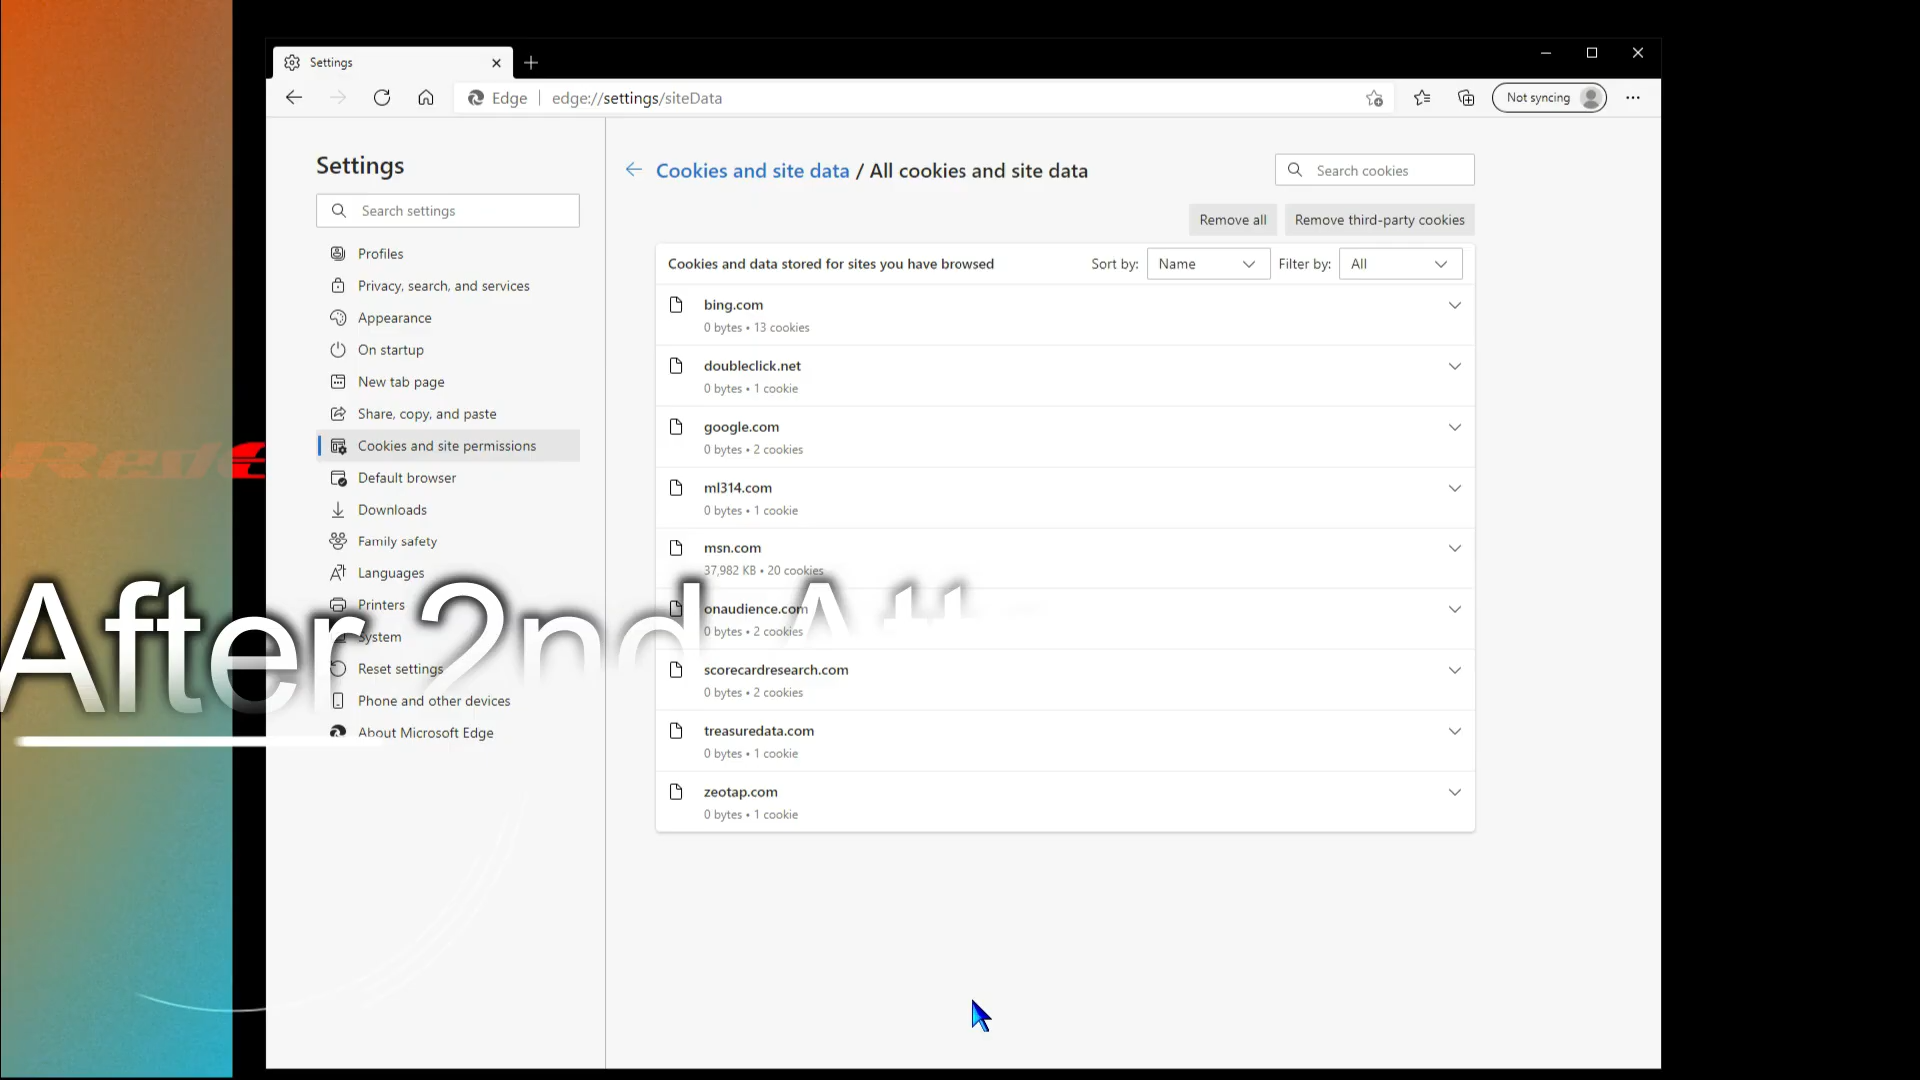 Settings
Edge
edge://settings/siteData
Not syncing
Settings
Search settings
Profiles
Privacy, search, and services
Appearance
On startup
New tab page
Share, copy, and paste
Cookies and site permissions
Default browser
Downloads
Family safety
Languages
Printers
System
Reset settings
Phone and other devices
About Microsoft Edge
Cookies and site data / All cookies and site data
Search cookies
Remove all
Remove third-party cookies
Cookies and data stored for sites you have browsed
Sort by:
Name
Filter by:
All
bing.com
0 bytes • 13 cookies
doubleclick.net
0 bytes • 1 cookie
google.com
0 bytes • 2 cookies
ml314.com
0 bytes • 1 cookie
msn.com
37,982 KB • 20 cookies
onaudience.com
0 bytes • 2 cookies
scorecardresearch.com
0 bytes • 2 cookies
treasuredata.com
0 bytes • 1 cookie
zeotap.com
0 bytes • 1 cookie
After 2nd